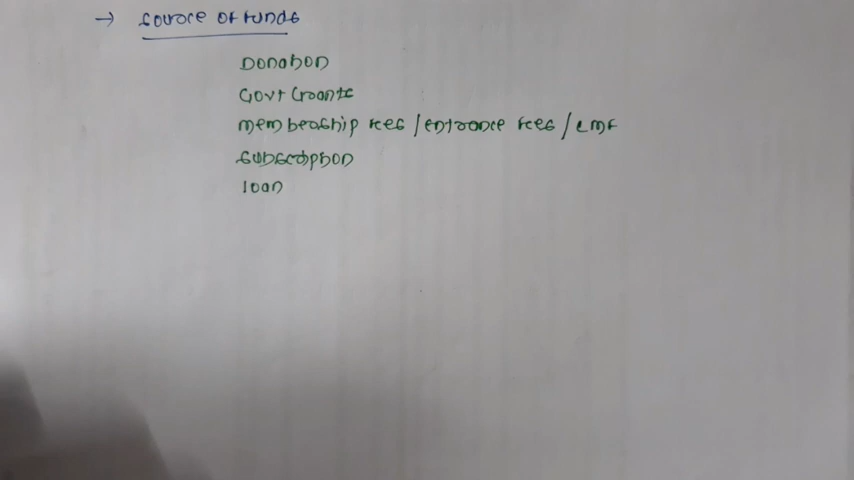 → Source of funds
Donation
Govt Grants
membership fees / entrance fees / LMF
subscription
loan